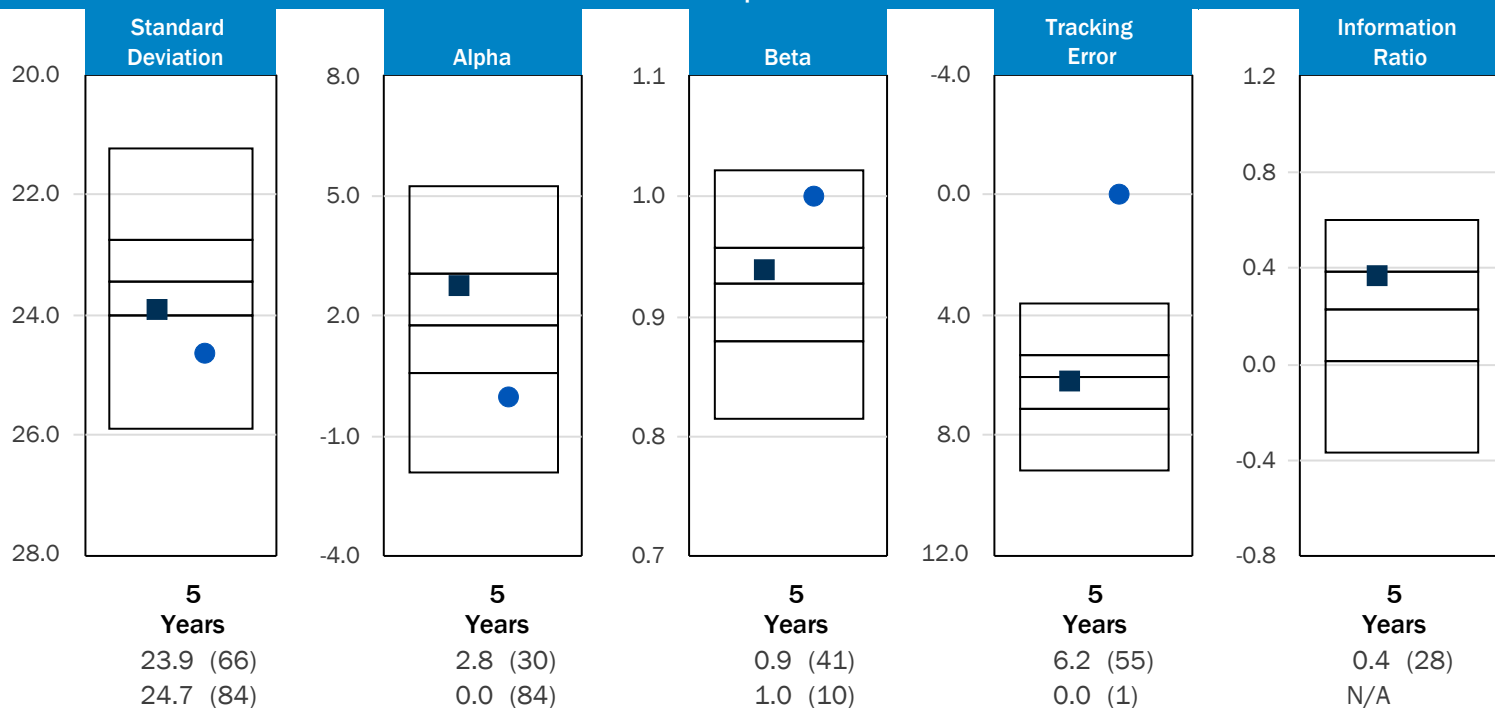 Standard
Deviation
Alpha
Beta
Tracking
Error
Information
Ratio
20.0
22.0
24.0
26.0
28.0
8.0
5.0
2.0
-1.0
-4.0
1.1
1.0
0.9
0.8
0.7
-4.0
0.0
4.0
8.0
12.0
1.2
0.8
0.4
0.0
-0.4
-0.8
5 5 5 5 5
Years Years Years Years Years
23.9 (66) 2.8 (30) 0.9 (41) 6.2 (55) 0.4 (28)
24.7 (84) 0.0 (84) 1.0 (10) 0.0 (1) N/A